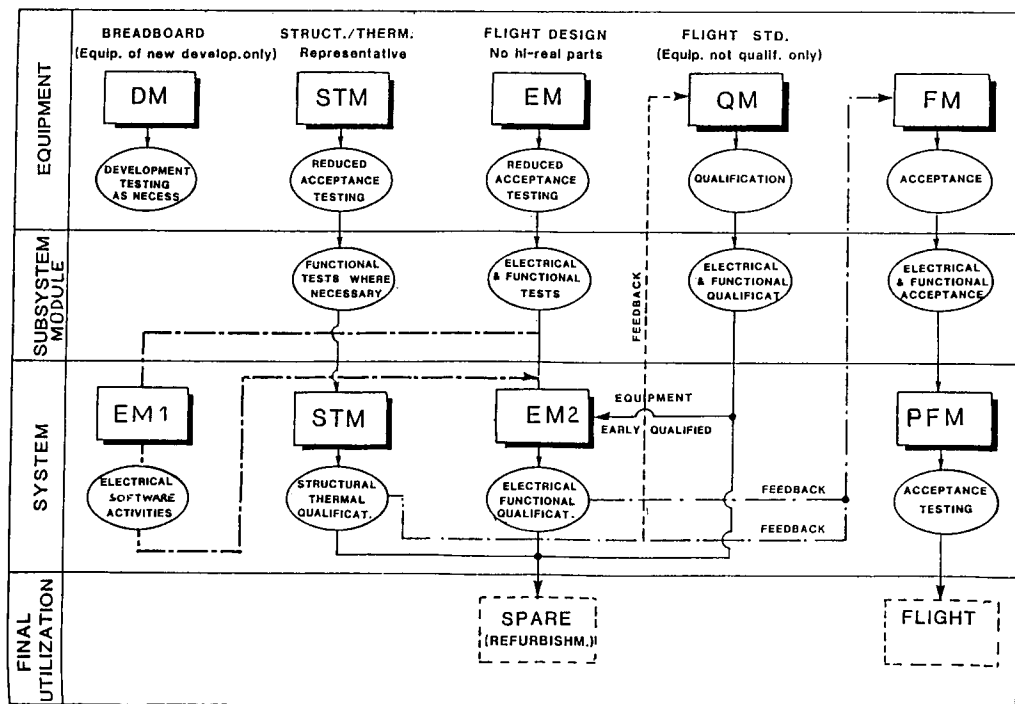 EQUIPMENT
BREADBOARD
(Equip. of new develop.only)
STRUCT./THERM.
Representative
FLIGHT DESIGN
No hi-real parts
FLIGHT STD.
(Equip. not qualif. only)
DM
STM
EM
QM
FM
DEVELOPMENT
TESTING
AS NECESS.
REDUCED
ACCEPTANCE
TESTING
REDUCED
ACCEPTANCE
TESTING
QUALIFICATION
ACCEPTANCE
SUBSYSTEM
MODULE
FUNCTIONAL
TESTS WHERE
NECESSARY
ELECTRICAL
& FUNCTIONAL
TESTS
FEEDBACK
ELECTRICAL
& FUNCTIONAL
QUALIFICAT.
ELECTRICAL
& FUNCTIONAL
ACCEPTANCE
SYSTEM
EM1
STM
EM2
EQUIPMENT
EARLY QUALIFIED
PFM
ELECTRICAL
SOFTWARE
ACTIVITIES
STRUCTURAL
THERMAL
QUALIFICAT.
ELECTRICAL
FUNCTIONAL
QUALIFICAT.
FEEDBACK
FEEDBACK
ACCEPTANCE
TESTING
FINAL
UTILIZATION
SPARE
(REFURBISHM.)
FLIGHT